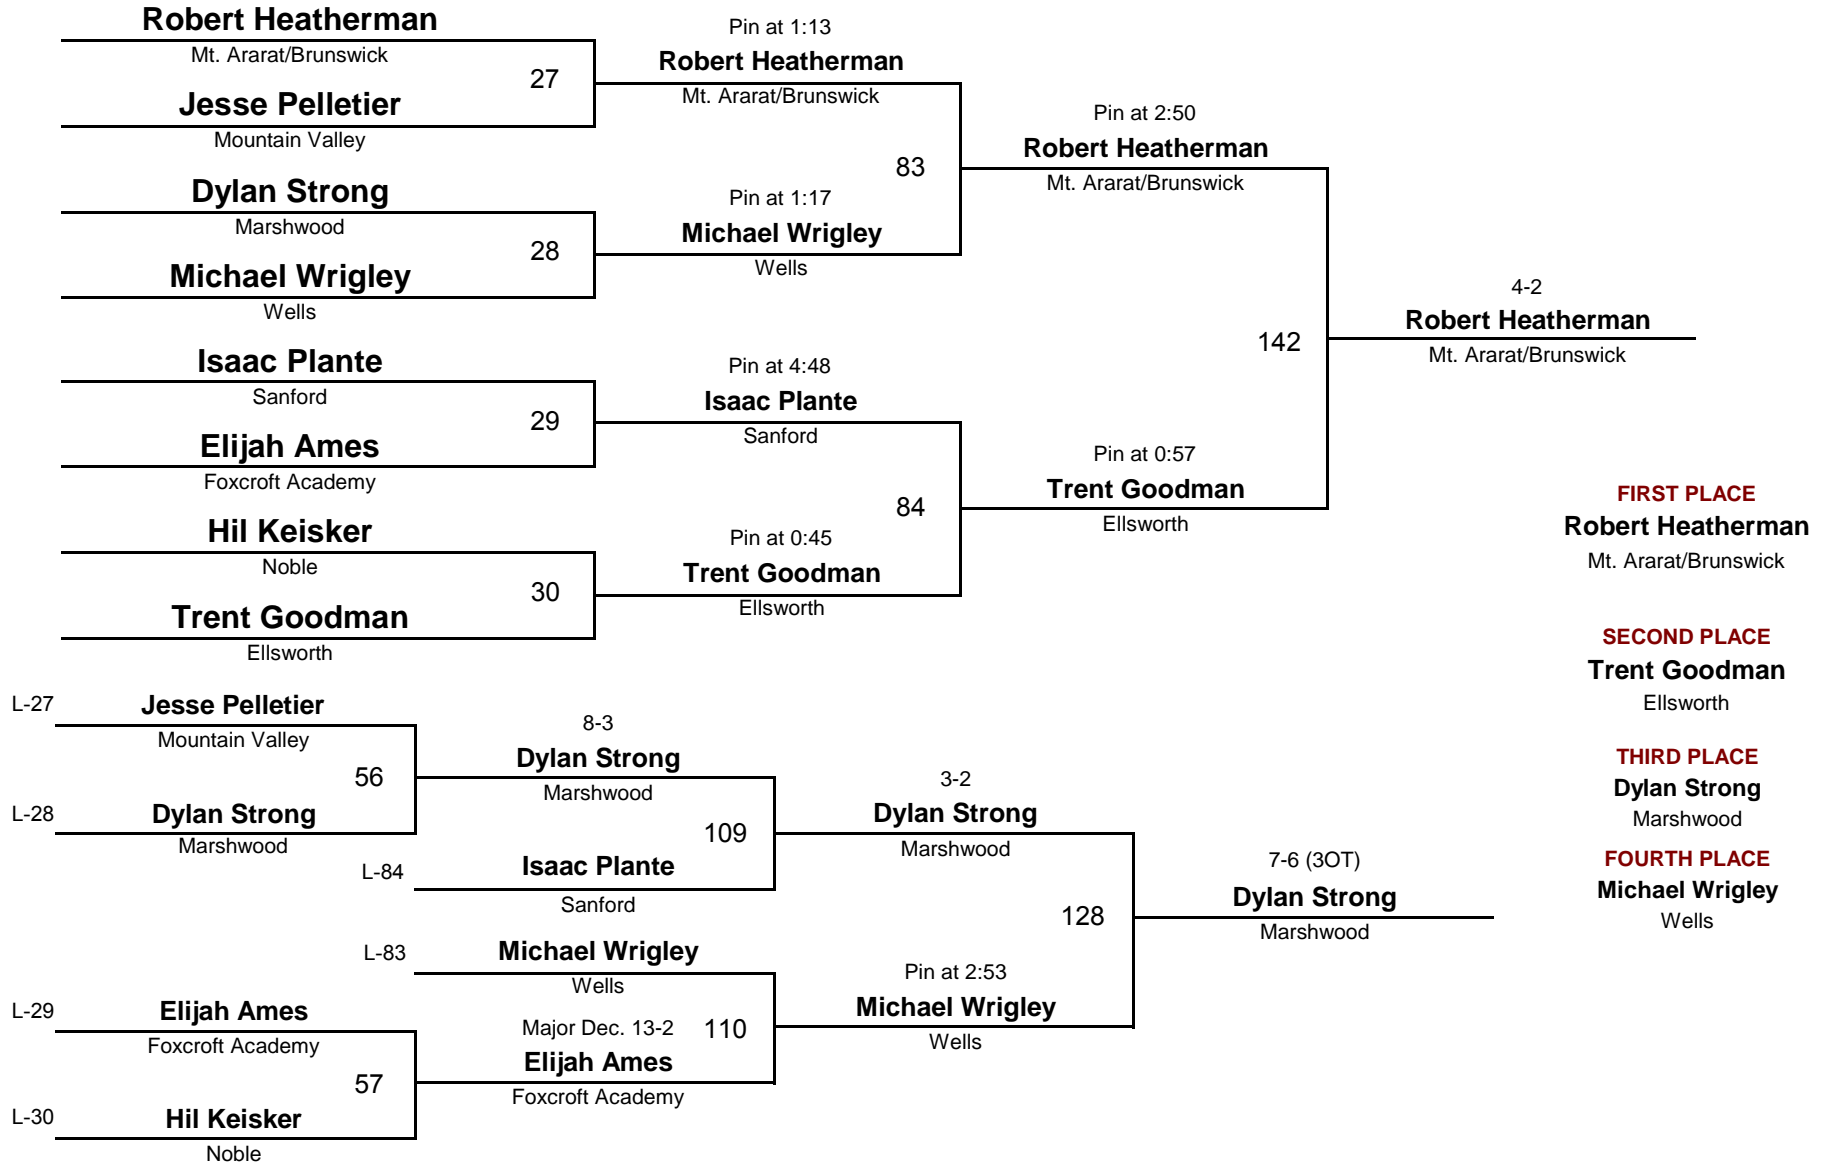 Robert Heatherman
Mt. Ararat/Brunswick
27
Jesse Pelletier
Mountain Valley
Dylan Strong
Marshwood
28
Michael Wrigley
Wells
Isaac Plante
Sanford
29
Elijah Ames
Foxcroft Academy
Hil Keisker
Noble
30
Trent Goodman
Ellsworth
Pin at 1:13
Robert Heatherman
Mt. Ararat/Brunswick
83
Pin at 1:17
Michael Wrigley
Wells
Pin at 4:48
Isaac Plante
Sanford
84
Pin at 0:45
Trent Goodman
Ellsworth
Pin at 2:50
Robert Heatherman
Mt. Ararat/Brunswick
142
Pin at 0:57
Trent Goodman
Ellsworth
4-2
Robert Heatherman
Mt. Ararat/Brunswick
FIRST PLACE
Robert Heatherman
Mt. Ararat/Brunswick
SECOND PLACE
Trent Goodman
Ellsworth
THIRD PLACE
Dylan Strong
Marshwood
FOURTH PLACE
Michael Wrigley
Wells
L-27
Jesse Pelletier
Mountain Valley
56
L-28
Dylan Strong
Marshwood
8-3
Dylan Strong
Marshwood
109
L-84
Isaac Plante
Sanford
L-83
Michael Wrigley
Wells
L-29
Elijah Ames
Foxcroft Academy
57
L-30
Hil Keisker
Noble
Major Dec. 13-2
110
Elijah Ames
Foxcroft Academy
3-2
Dylan Strong
Marshwood
128
Pin at 2:53
Michael Wrigley
Wells
7-6 (3OT)
Dylan Strong
Marshwood